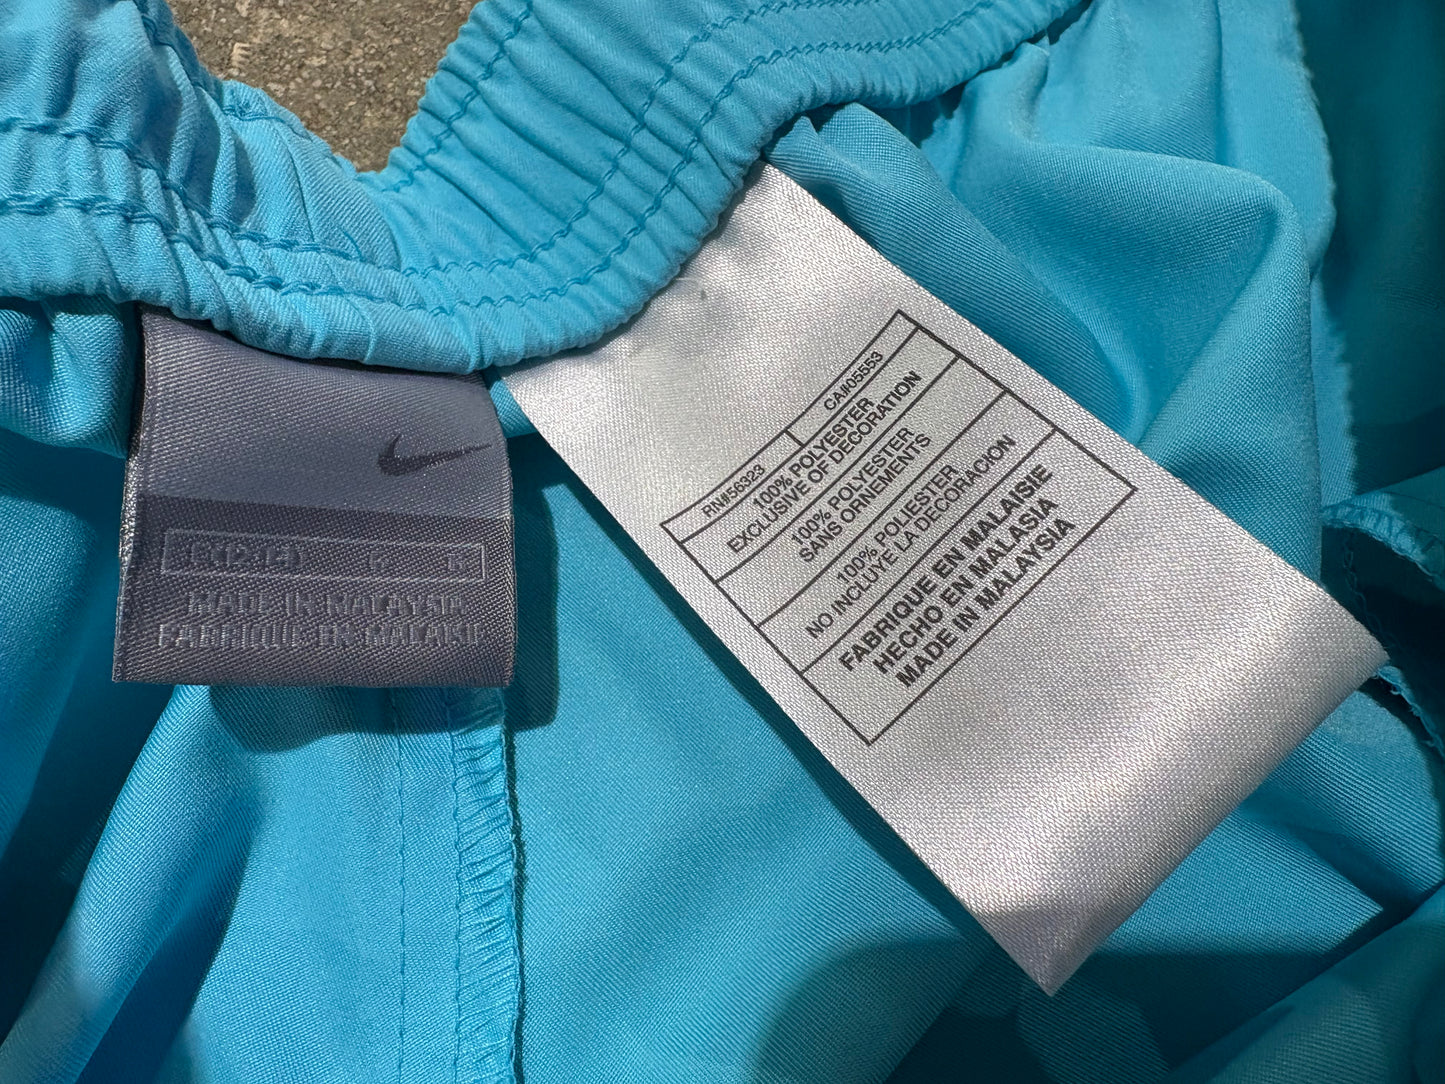 MADE IN MALAYSIA
FABRIQUE EN MALAISIE
RN#56323 CA#05553
100% POLYESTER
EXCLUSIVE OF DECORATION
100% POLYESTER
SANS ORNEMENTS
100% POLIESTER
NO INCLUYE LA DECORACION
FABRIQUE EN MALAISIE
HECHO EN MALASIA
MADE IN MALAYSIA